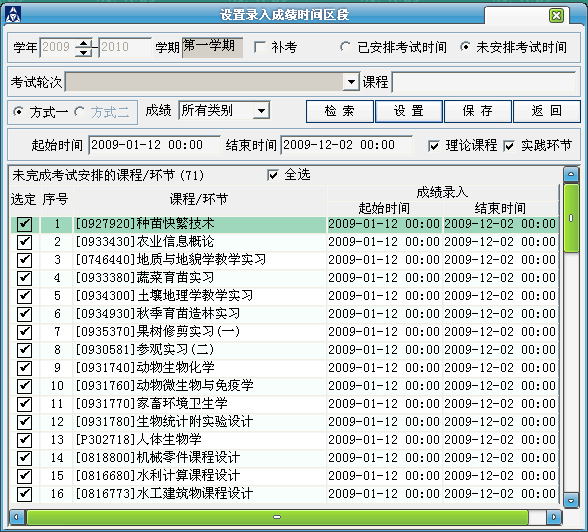 设置录入成绩时间区段
学年 2009 - 2010 学期 第一学期 补考 已安排考试时间 未安排考试时间
考试轮次 课程
方式一 方式二 成绩 所有类别 检索 设置 保存 返回
起始时间 2009-01-12 00:00 结束时间 2009-12-02 00:00 理论课程 实践环节
未完成考试安排的课程/环节(71) 全选
选定 序号 课程/环节 成绩录入
起始时间 结束时间
1 [0927920]种苗快繁技术 2009-01-12 00:00 2009-12-02 00:00
2 [0933430]农业信息概论 2009-01-12 00:00 2009-12-02 00:00
3 [0746440]地质与地貌学教学实习 2009-01-12 00:00 2009-12-02 00:00
4 [0933380]蔬菜育苗实习 2009-01-12 00:00 2009-12-02 00:00
5 [0934300]土壤地理学教学实习 2009-01-12 00:00 2009-12-02 00:00
6 [0934930]秋季育苗造林实习 2009-01-12 00:00 2009-12-02 00:00
7 [0935370]果树修剪实习(一) 2009-01-12 00:00 2009-12-02 00:00
8 [0930581]参观实习(二) 2009-01-12 00:00 2009-12-02 00:00
9 [0931740]动物生物化学 2009-01-12 00:00 2009-12-02 00:00
10 [0931760]动物微生物与免疫学 2009-01-12 00:00 2009-12-02 00:00
11 [0931770]家畜环境卫生学 2009-01-12 00:00 2009-12-02 00:00
12 [0931780]生物统计附实验设计 2009-01-12 00:00 2009-12-02 00:00
13 [P302718]人体生物学 2009-01-12 00:00 2009-12-02 00:00
14 [0818800]机械零件课程设计 2009-01-12 00:00 2009-12-02 00:00
15 [0816680]水利计算课程设计 2009-01-12 00:00 2009-12-02 00:00
16 [0816773]水工建筑物课程设计 2009-01-12 00:00 2009-12-02 00:00